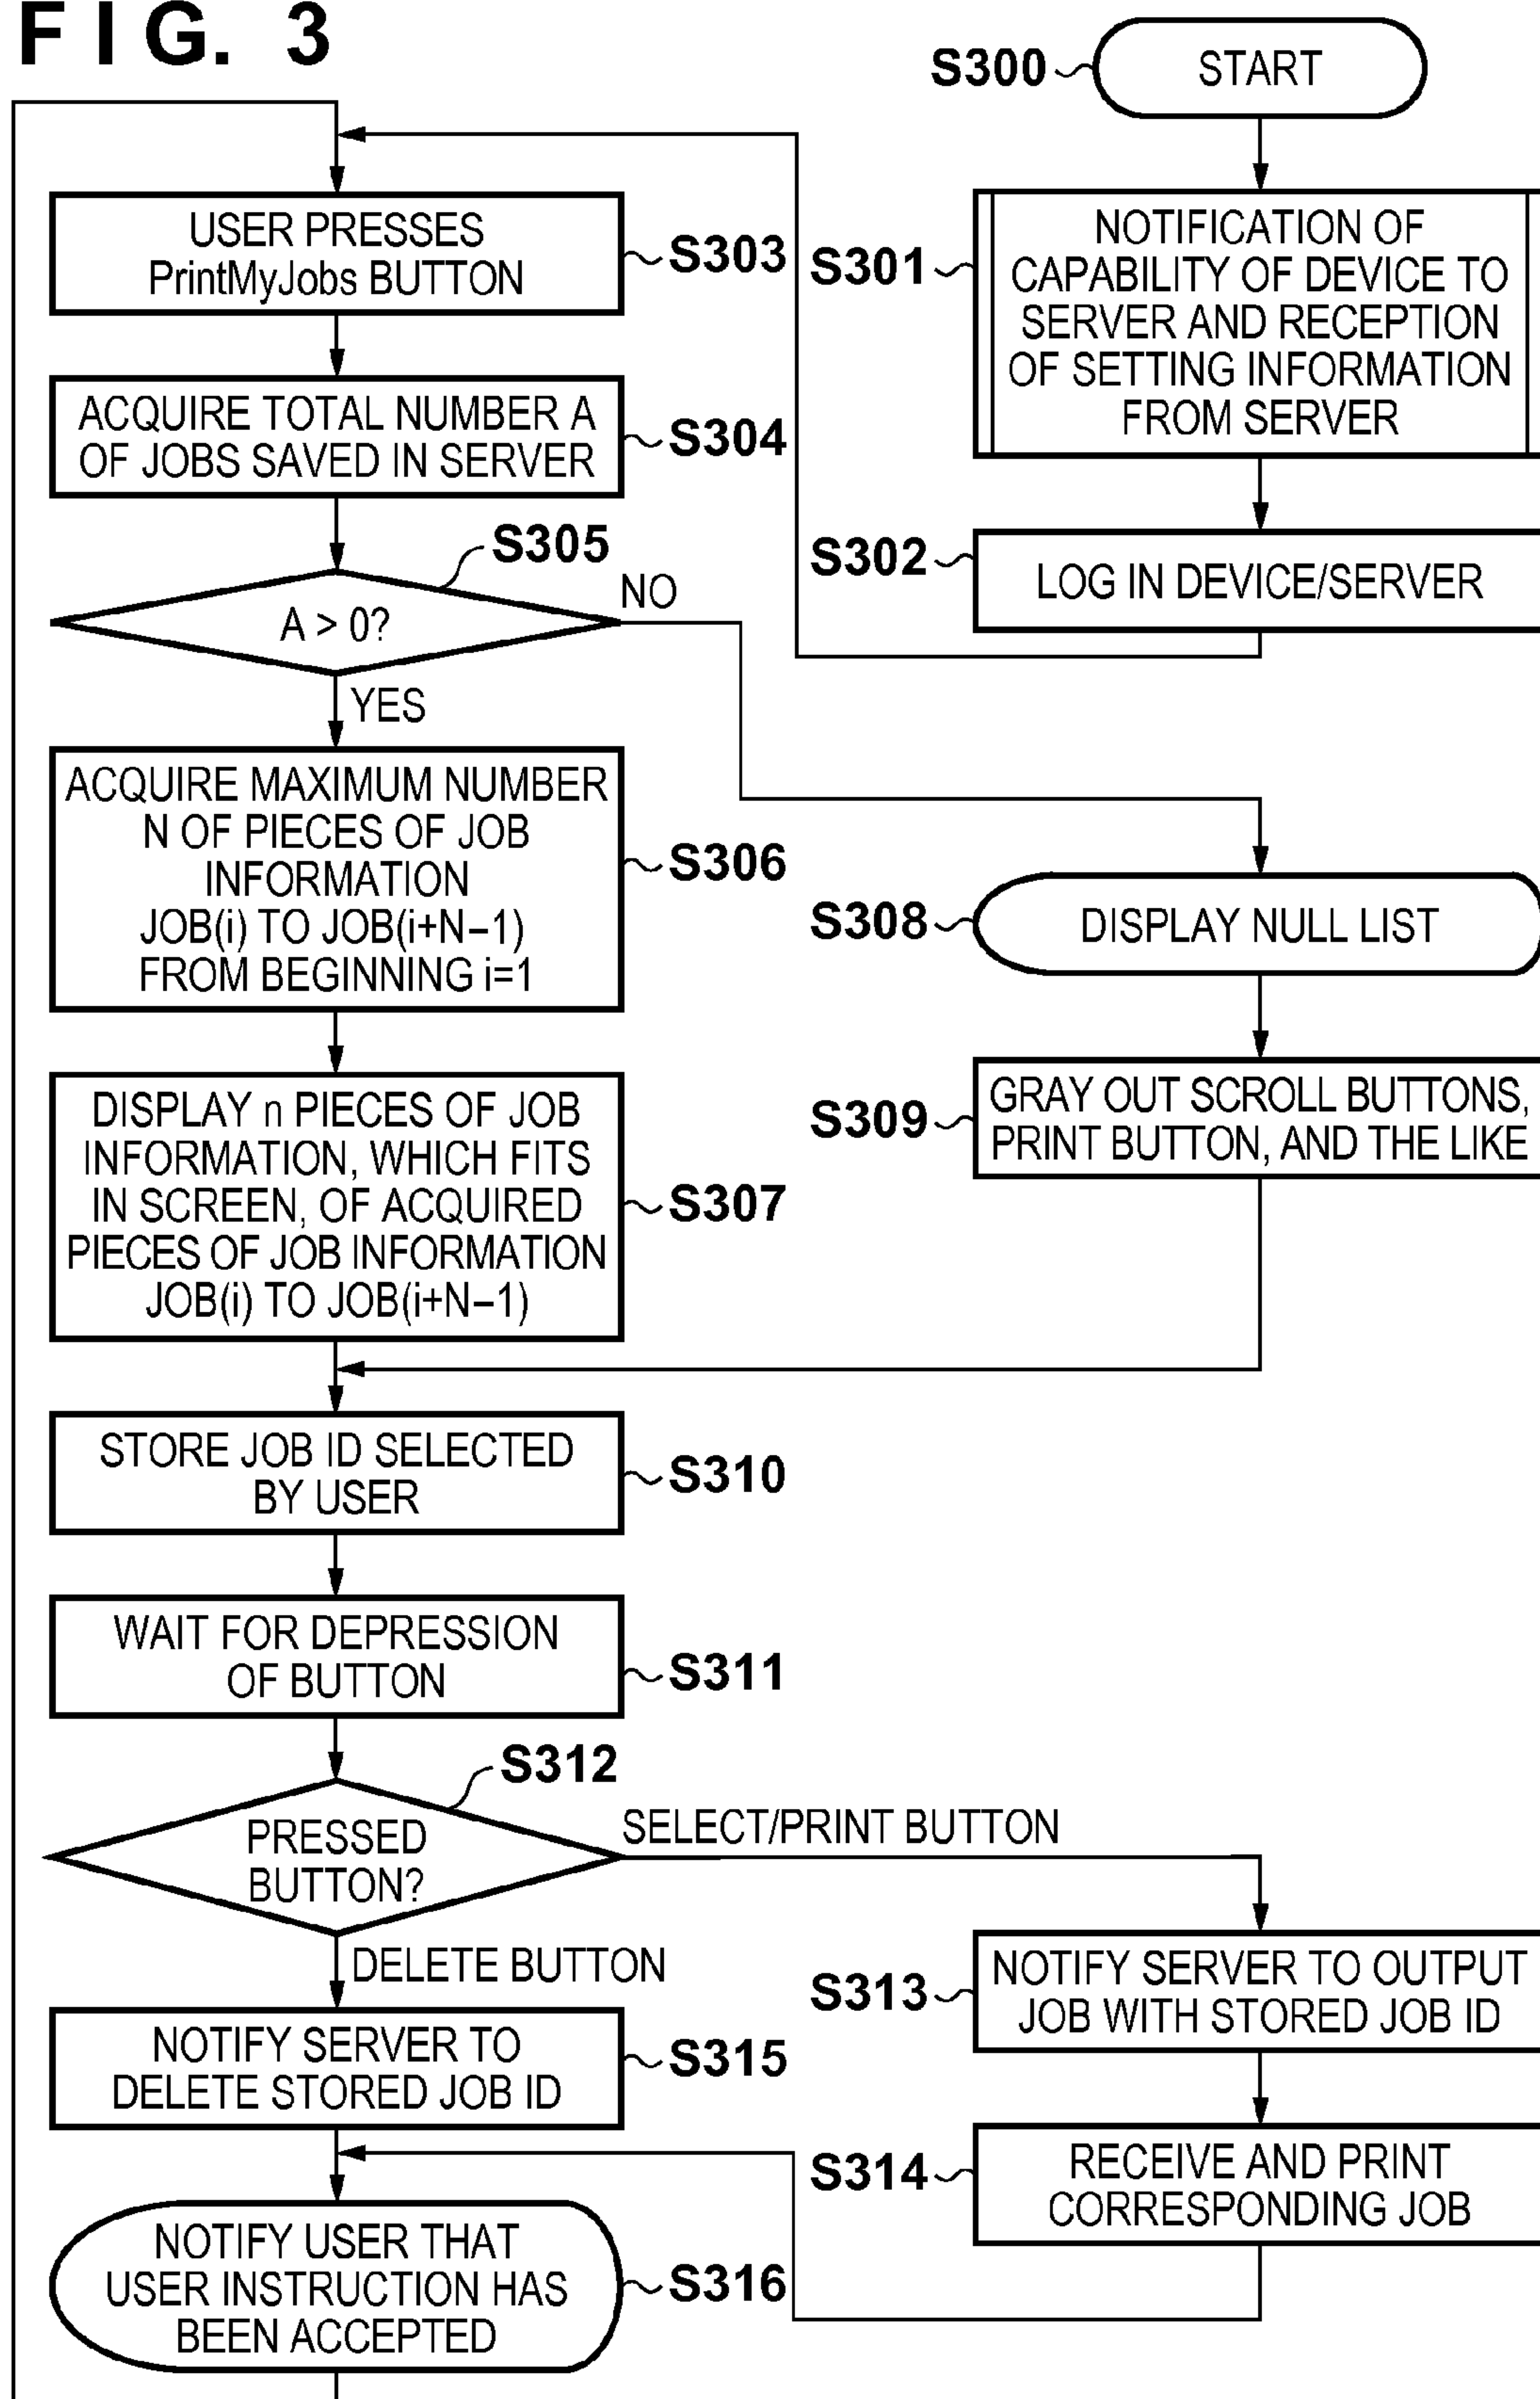 FIG. 3
S300
START
S301
NOTIFICATION OF
CAPABILITY OF DEVICE TO
SERVER AND RECEPTION
OF SETTING INFORMATION
FROM SERVER
S302
LOG IN DEVICE/SERVER
USER PRESSES
PrintMyJobs BUTTON
S303
ACQUIRE TOTAL NUMBER A
OF JOBS SAVED IN SERVER
S304
S305
A > 0?
NO
YES
ACQUIRE MAXIMUM NUMBER
N OF PIECES OF JOB
INFORMATION
JOB(i) TO JOB(i+N−1)
FROM BEGINNING i=1
S306
DISPLAY n PIECES OF JOB
INFORMATION, WHICH FITS
IN SCREEN, OF ACQUIRED
PIECES OF JOB INFORMATION
JOB(i) TO JOB(i+N−1)
S307
S308
DISPLAY NULL LIST
S309
GRAY OUT SCROLL BUTTONS,
PRINT BUTTON, AND THE LIKE
STORE JOB ID SELECTED
BY USER
S310
WAIT FOR DEPRESSION
OF BUTTON
S311
S312
PRESSED
BUTTON?
SELECT/PRINT BUTTON
DELETE BUTTON
S313
NOTIFY SERVER TO OUTPUT
JOB WITH STORED JOB ID
S314
RECEIVE AND PRINT
CORRESPONDING JOB
NOTIFY SERVER TO
DELETE STORED JOB ID
S315
NOTIFY USER THAT
USER INSTRUCTION HAS
BEEN ACCEPTED
S316